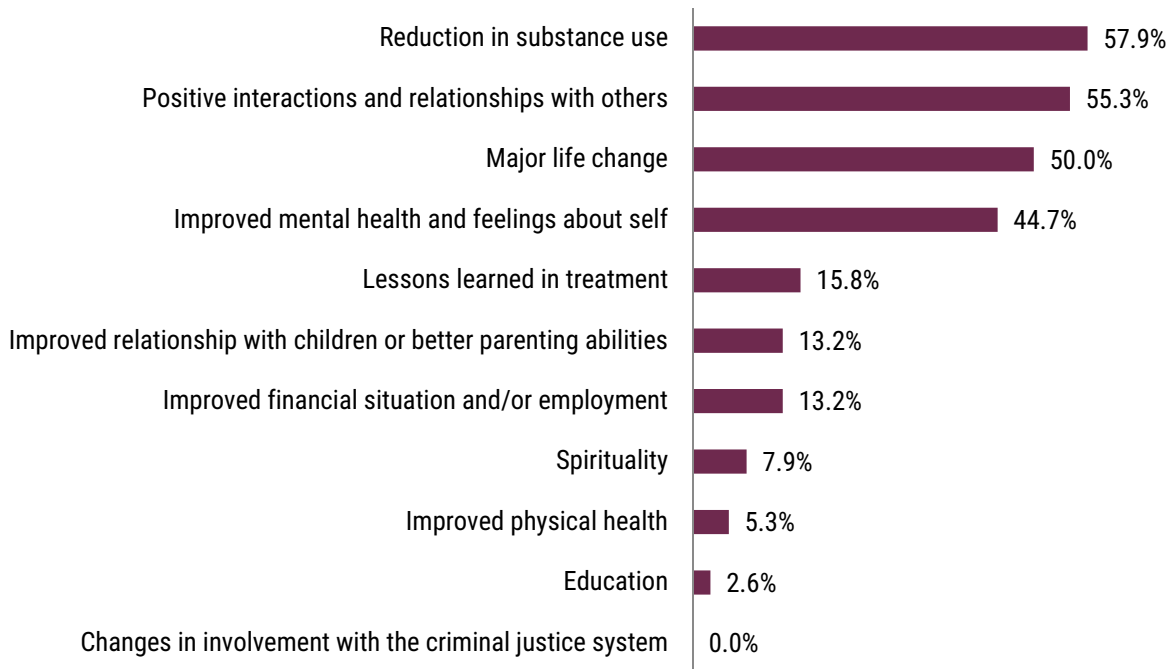 Reduction in substance use 57.9%
Positive interactions and relationships with others 55.3%
Major life change 50.0%
Improved mental health and feelings about self 44.7%
Lessons learned in treatment 15.8%
Improved relationship with children or better parenting abilities 13.2%
Improved financial situation and/or employment 13.2%
Spirituality 7.9%
Improved physical health 5.3%
Education 2.6%
Changes in involvement with the criminal justice system 0.0%